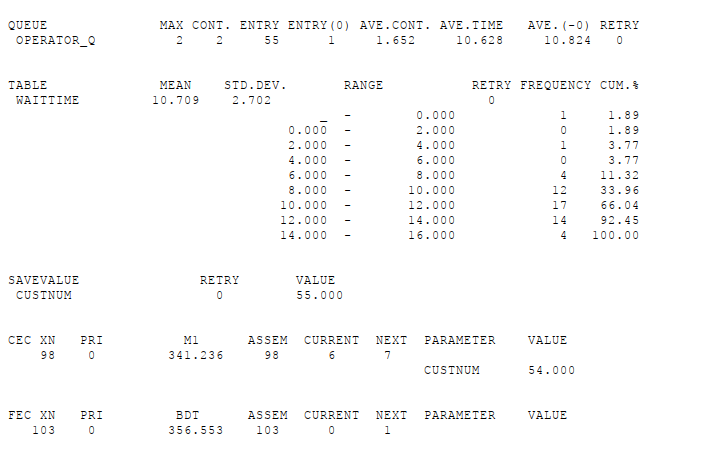 QUEUE MAX CONT. ENTRY ENTRY(0) AVE.CONT. AVE.TIME AVE.(-0) RETRY
OPERATOR_Q 2 2 55 1 1.652 10.628 10.824 0
TABLE MEAN STD.DEV. RANGE RETRY FREQUENCY CUM.%
WAITTIME 10.709 2.702 0
_ - 0.000 1 1.89
0.000 - 2.000 0 1.89
2.000 - 4.000 1 3.77
4.000 - 6.000 0 3.77
6.000 - 8.000 4 11.32
8.000 - 10.000 12 33.96
10.000 - 12.000 17 66.04
12.000 - 14.000 14 92.45
14.000 - 16.000 4 100.00
SAVEVALUE RETRY VALUE
CUSTNUM 0 55.000
CEC XN PRI M1 ASSEM CURRENT NEXT PARAMETER VALUE
98 0 341.236 98 6 7
CUSTNUM 54.000
FEC XN PRI BDT ASSEM CURRENT NEXT PARAMETER VALUE
103 0 356.553 103 0 1